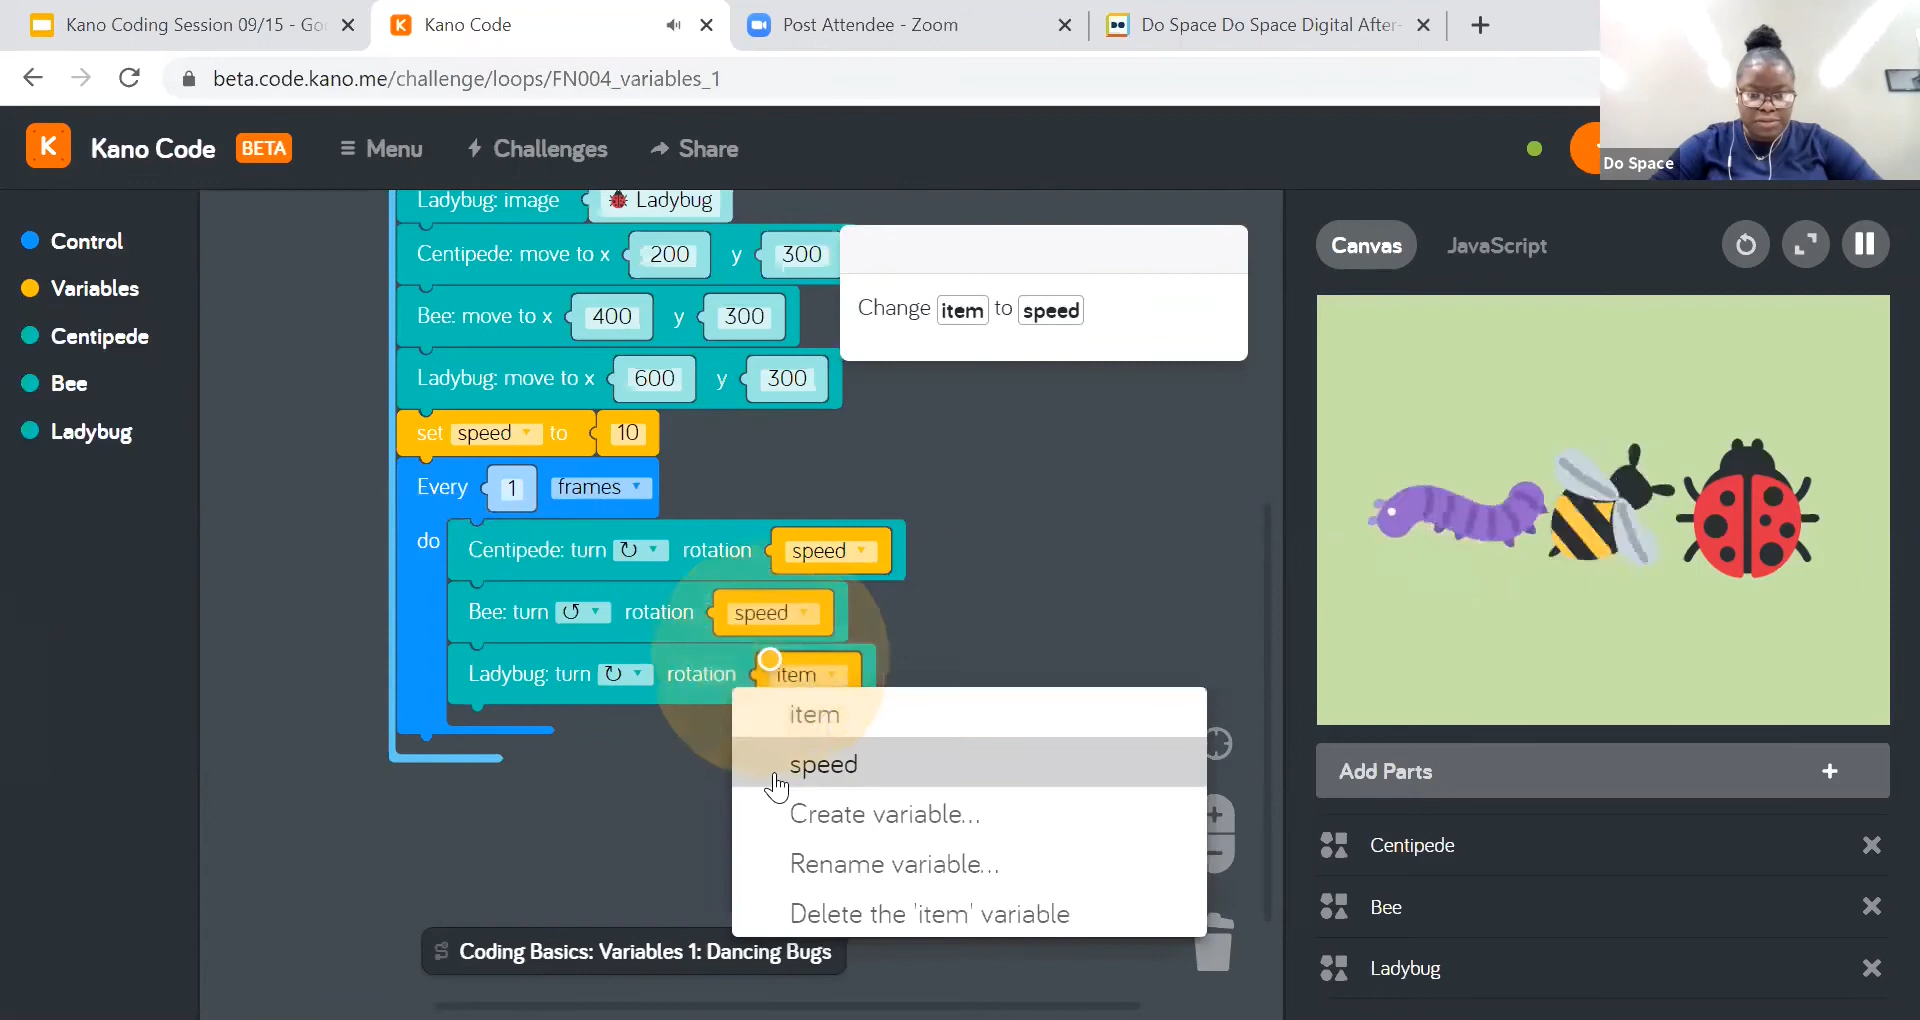 Kano Coding Session 09/15 - Go
Kano Code
Post Attendee - Zoom
Do Space Do Space Digital After-
beta.code.kano.me/challenge/loops/FN004_variables_1
K
Kano Code
BETA
Menu
Challenges
Share
Do Space
Control
Variables
Centipede
Bee
Ladybug
Ladybug: image Ladybug
Centipede: move to x 200 y 300
Bee: move to x 400 y 300
Ladybug: move to x 600 y 300
set speed to 10
Every 1 frames
do
Centipede: turn rotation speed
Bee: turn rotation speed
Ladybug: turn rotation item
Change item to speed
item
speed
Create variable...
Rename variable...
Delete the 'item' variable
Coding Basics: Variables 1: Dancing Bugs
Canvas
JavaScript
Add Parts
Centipede
Bee
Ladybug